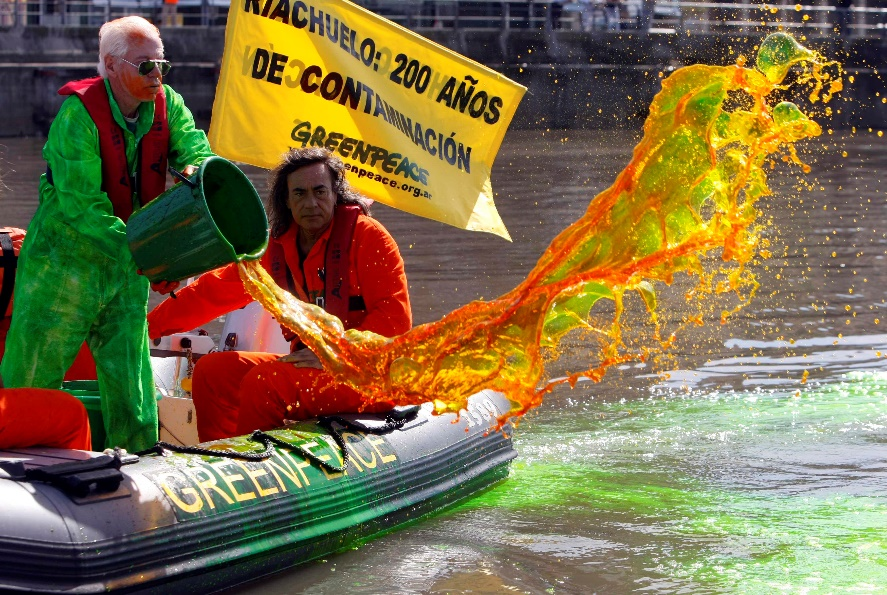 RIACHUELO: 200 AÑOS
DE CONTAMINACIÓN
GREENPEACE
greenpeace.org.ar
GREENPEACE